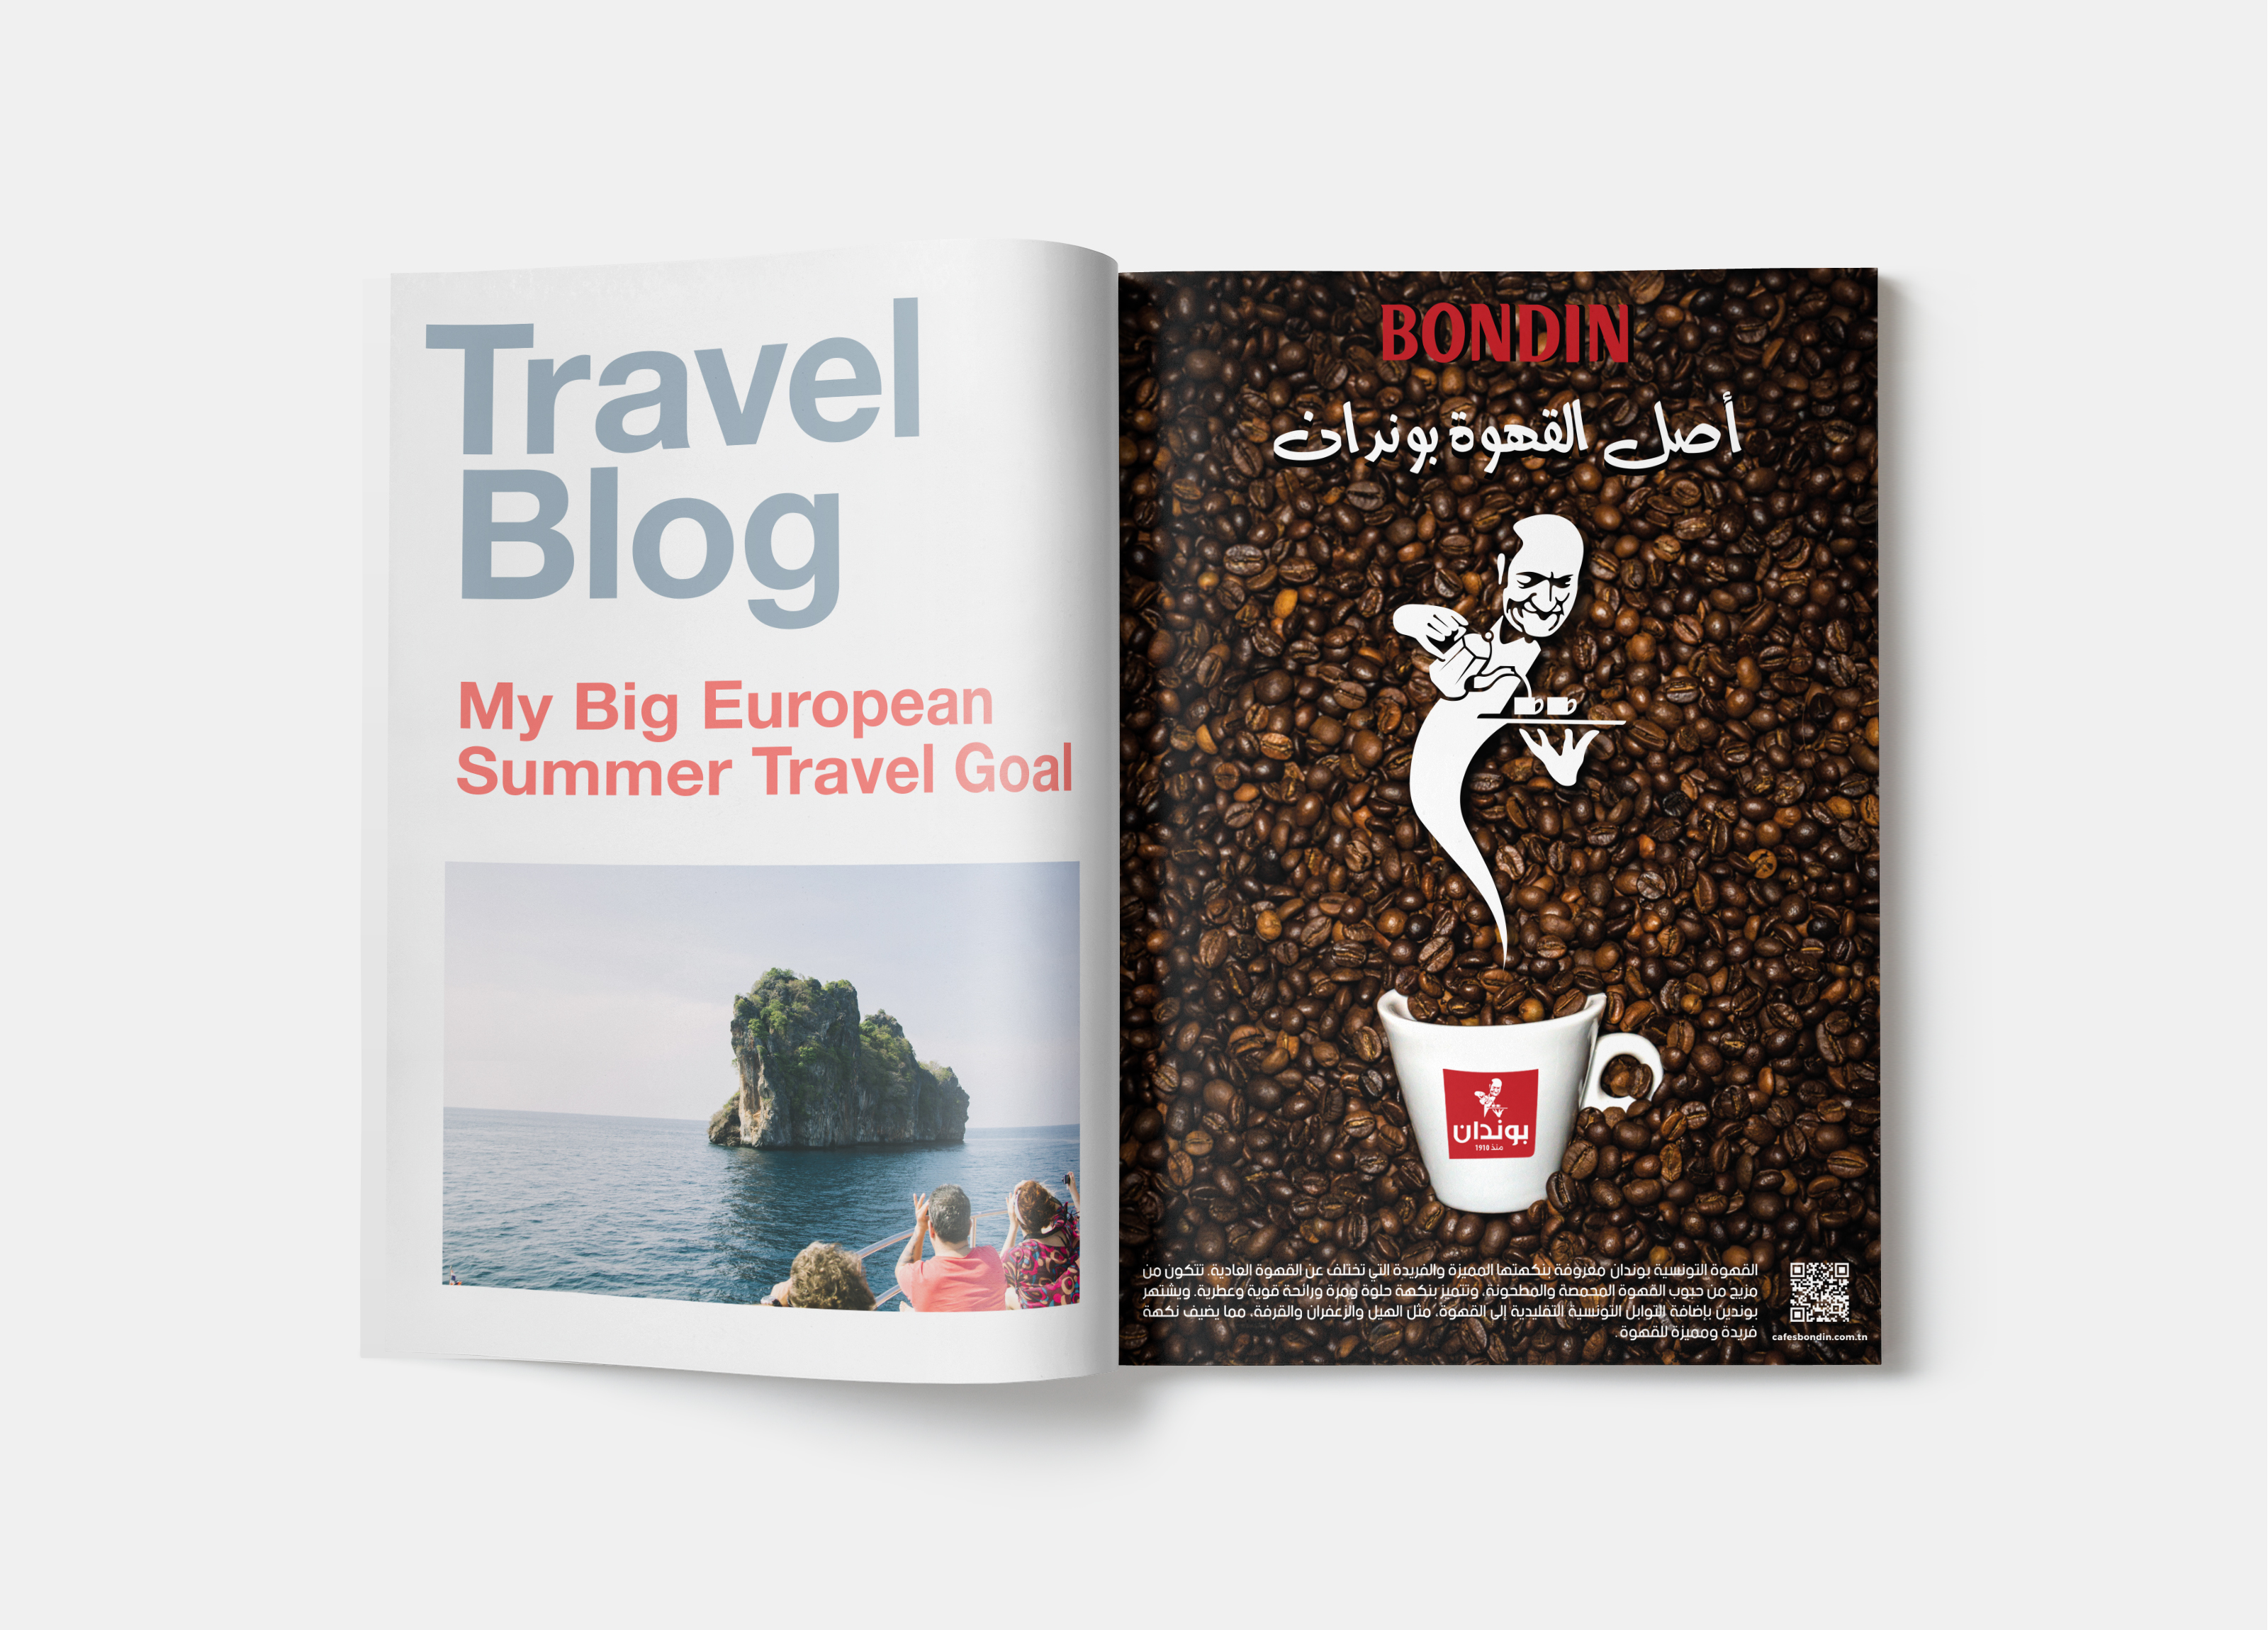 Travel
Blog
My Big European
Summer Travel Goal
BONDIN
أصل القهوة بوندان
بوندان
منذ 1910
القهوة التونسية بوندان معروفة بنكهتها المميزة والفريدة التي تختلف عن القهوة العادية. تتكون من
مزيج من حبوب القهوة المحمصة والمطحونة، وتتميز بنكهة حلوة ومرة ورائحة قوية وعطرية. ويشتهر
بوندين بإضافة التوابل التونسية التقليدية إلى القهوة، مثل الهيل والزعفران والقرفة، مما يضيف نكهة
فريدة ومميزة للقهوة.
cafesbondin.com.tn